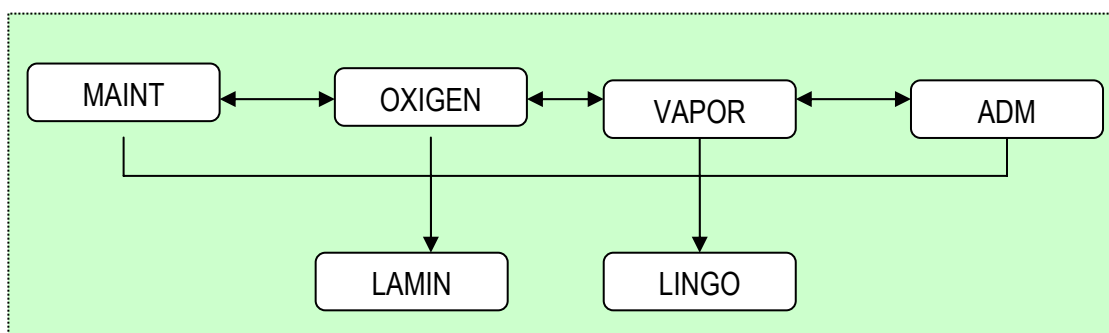 MAINT
OXIGEN
VAPOR
ADM
LAMIN
LINGO